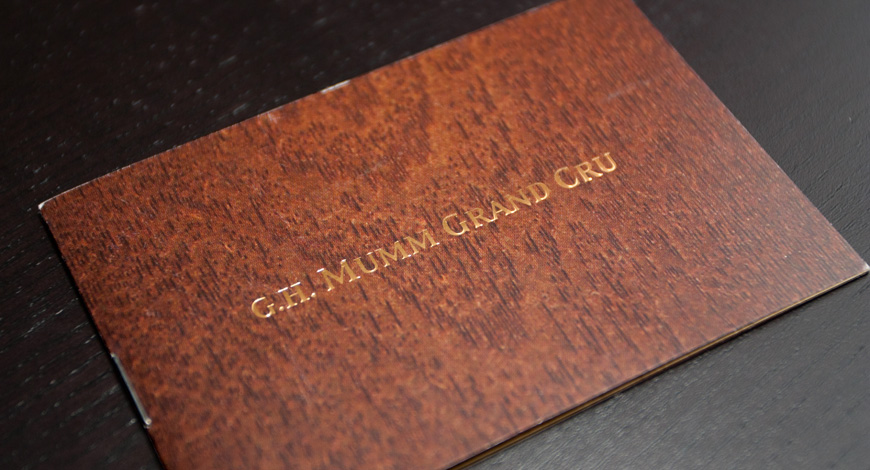 G.H. MUMM GRAND CRU